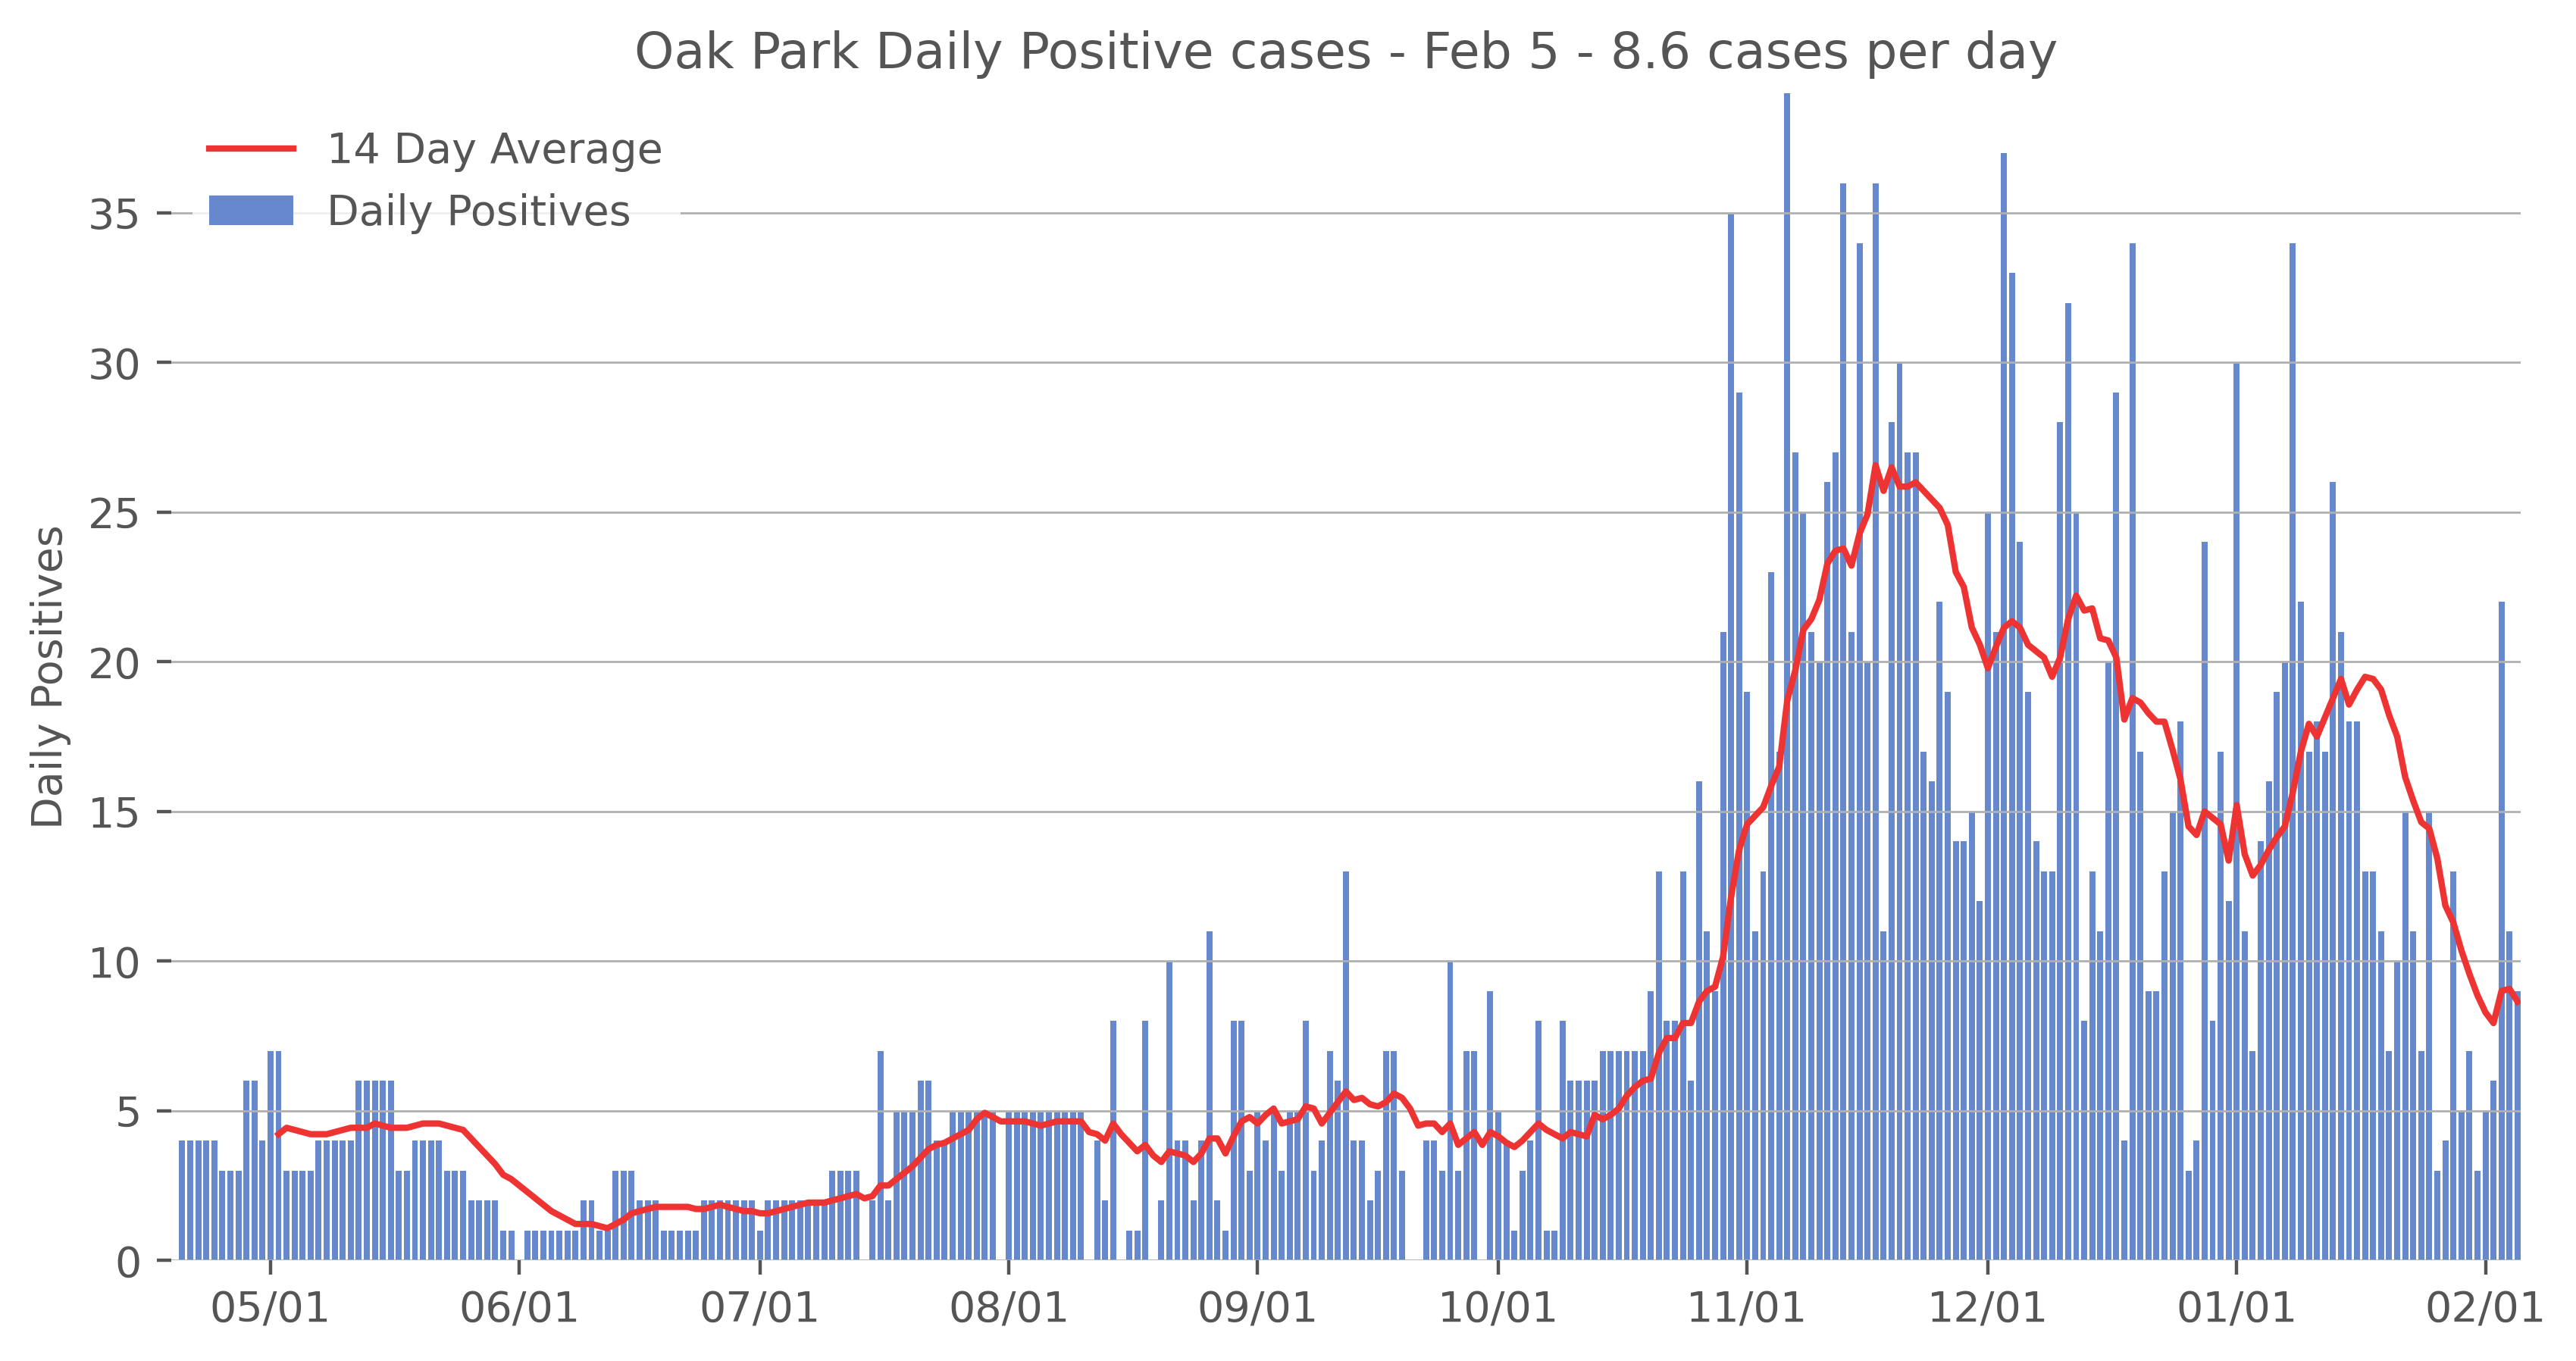 Oak Park Daily Positive cases - Feb 5 - 8.6 cases per day
14 Day Average
Daily Positives
Daily Positives
35
30
25
20
15
10
5
0
05/01 06/01 07/01 08/01 09/01 10/01 11/01 12/01 01/01 02/01